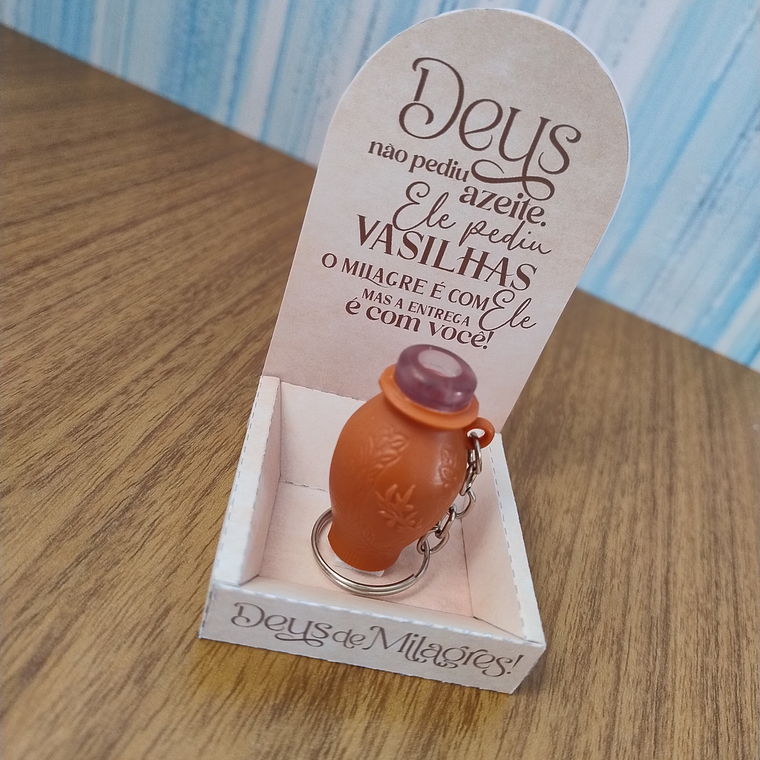 Deus
não pediu
azeite.
Ele pediu
VASILHAS
O MILAGRE É COM Ele
MAS A ENTREGA
é com você!
Deus de Milagres!